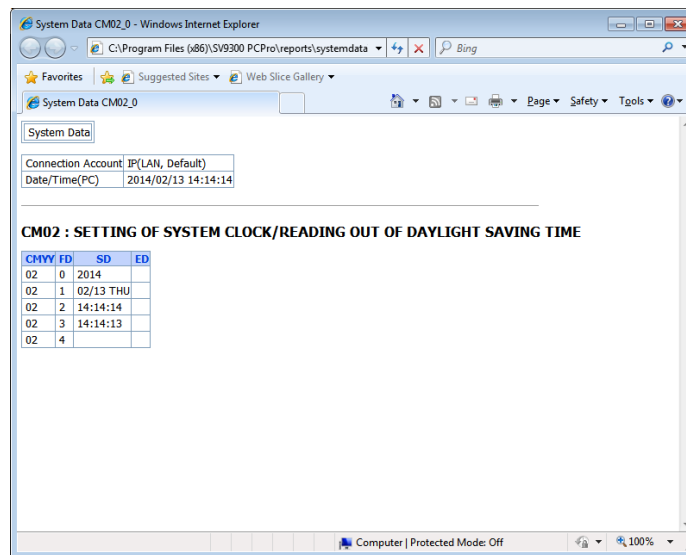 System Data CM02_0 - Windows Internet Explorer
C:\Program Files (x86)\SV9300 PCPro\reports\systemdata
Bing
Favorites
Suggested Sites
Web Slice Gallery
System Data CM02_0
Page
Safety
Tools
System Data
Connection Account IP(LAN, Default)
Date/Time(PC) 2014/02/13 14:14:14
CM02 : SETTING OF SYSTEM CLOCK/READING OUT OF DAYLIGHT SAVING TIME
CMYY FD SD ED
02 0 2014
02 1 02/13 THU
02 2 14:14:14
02 3 14:14:13
02 4
Computer | Protected Mode: Off
100%